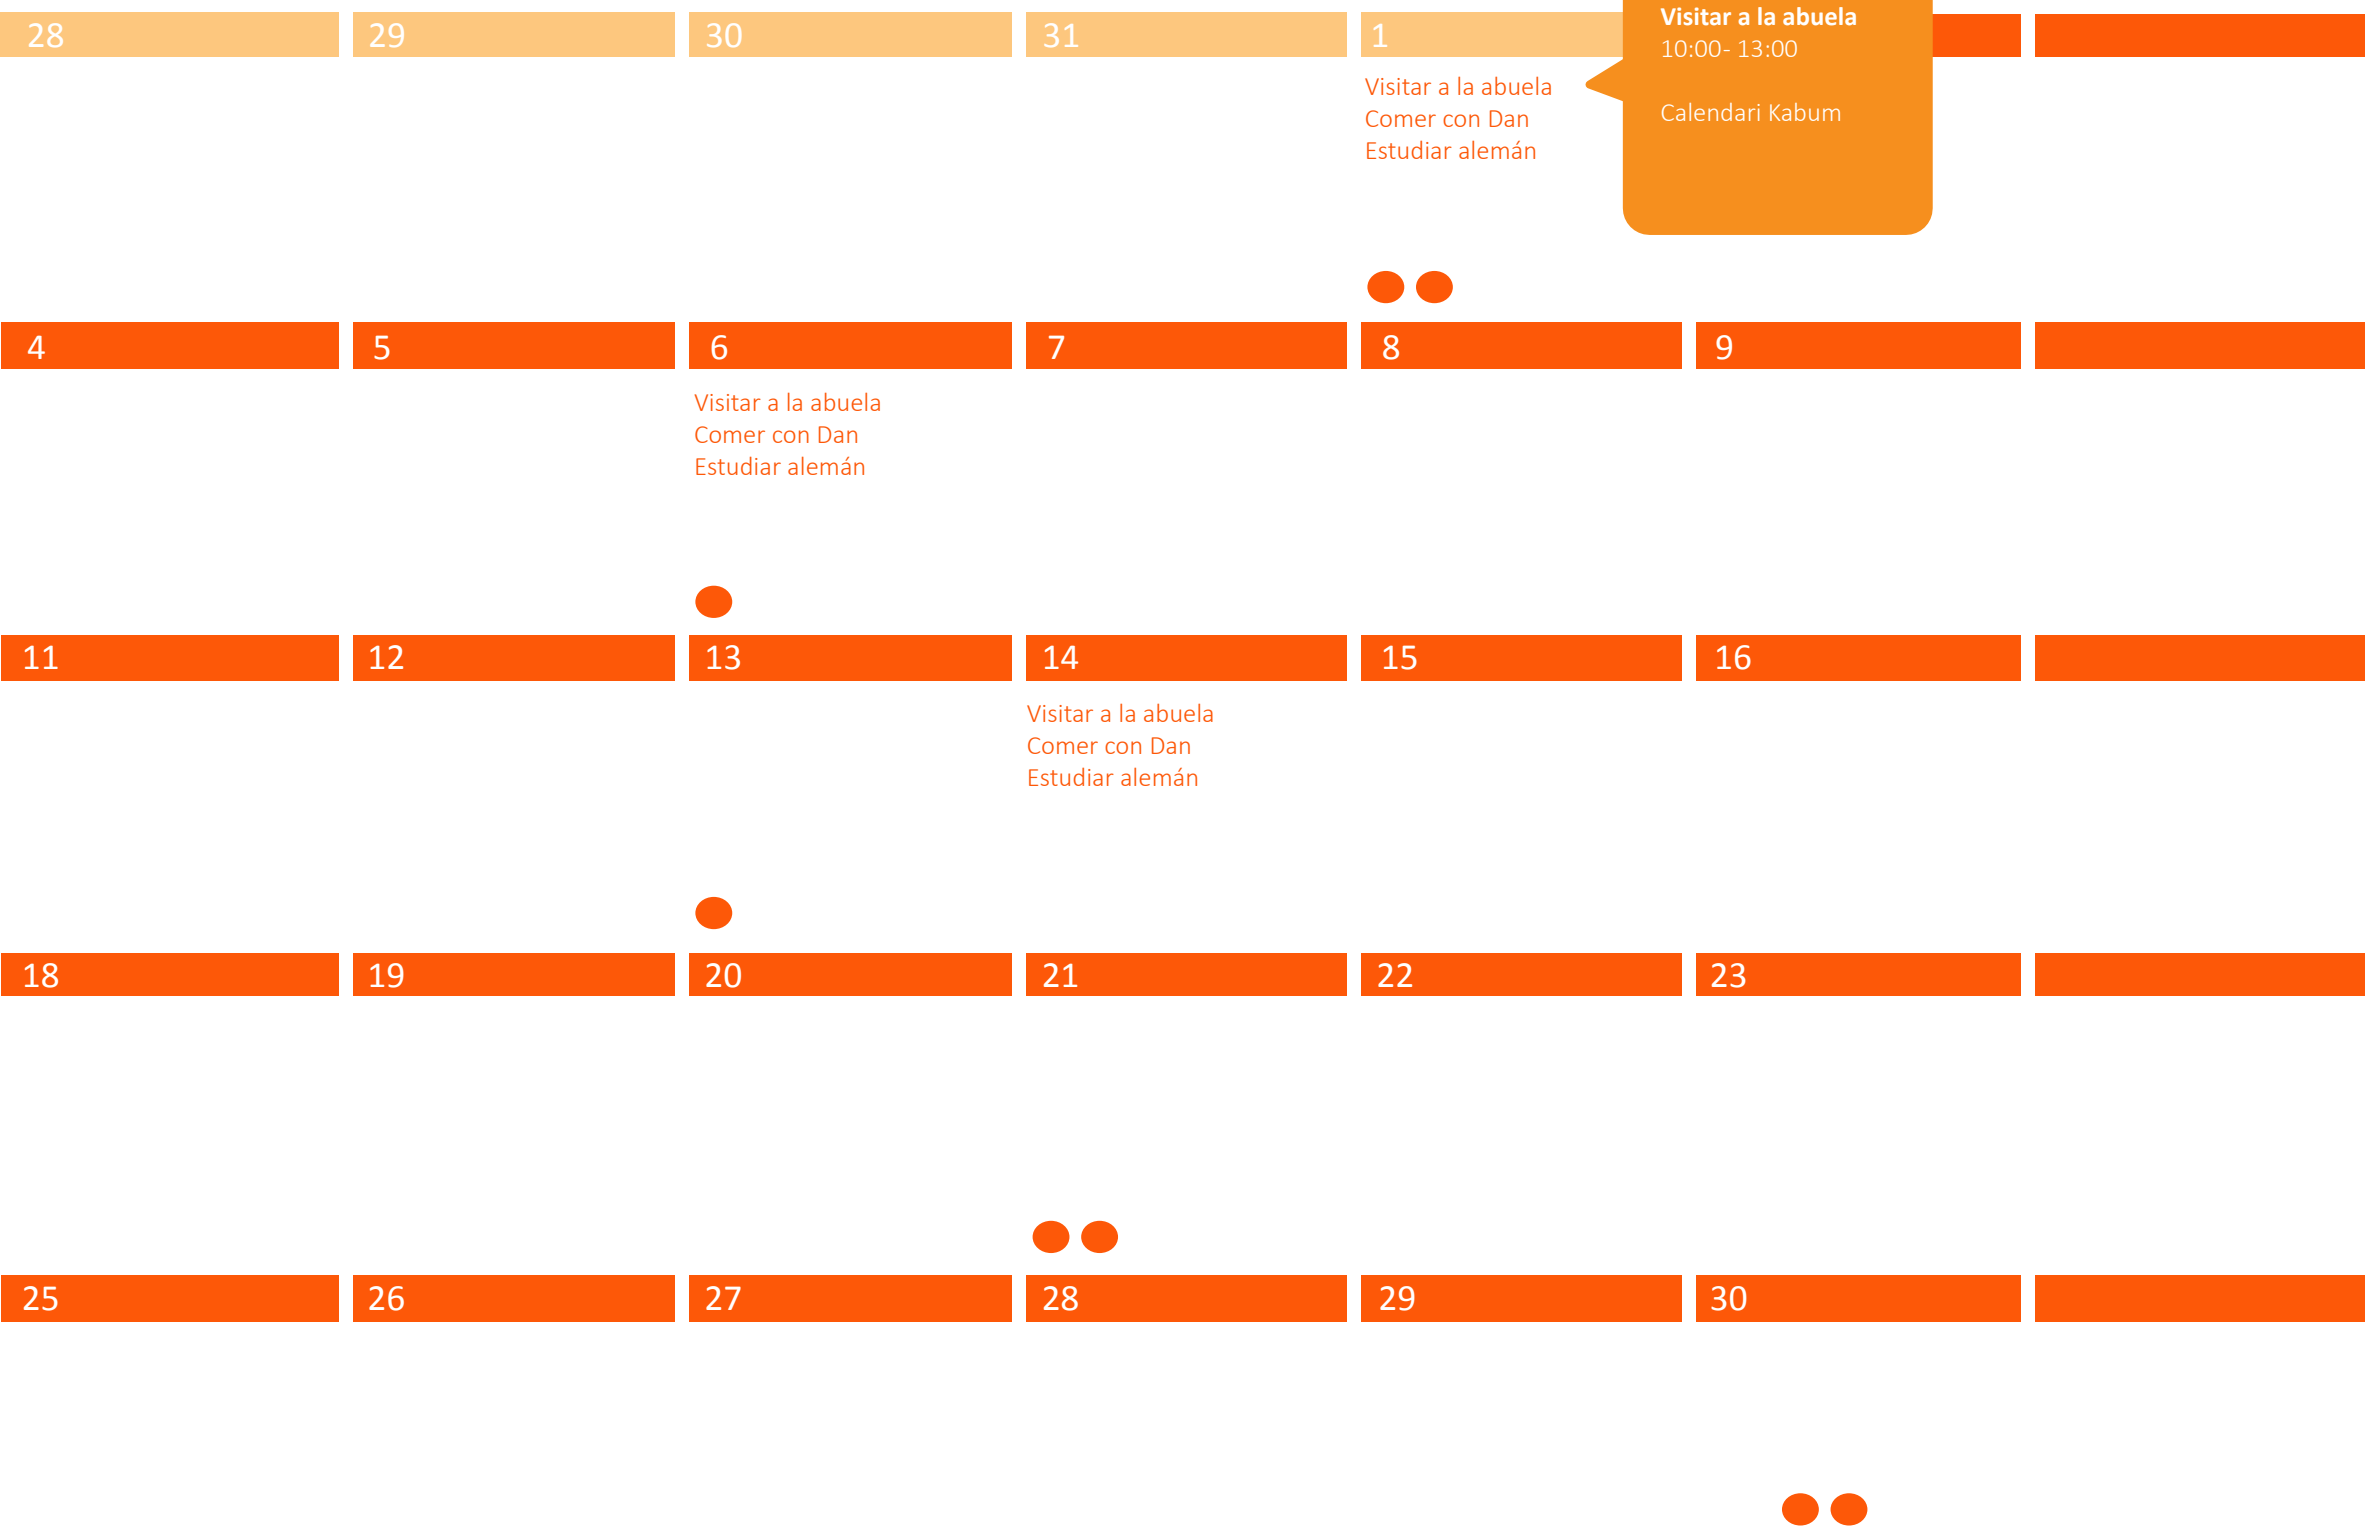 28
29
30
31
1
Visitar a la abuela
10:00- 13:00
Calendari Kabum
Visitar a la abuela
Comer con Dan
Estudiar alemán
4
5
6
7
8
9
Visitar a la abuela
Comer con Dan
Estudiar alemán
11
12
13
14
15
16
Visitar a la abuela
Comer con Dan
Estudiar alemán
18
19
20
21
22
23
25
26
27
28
29
30